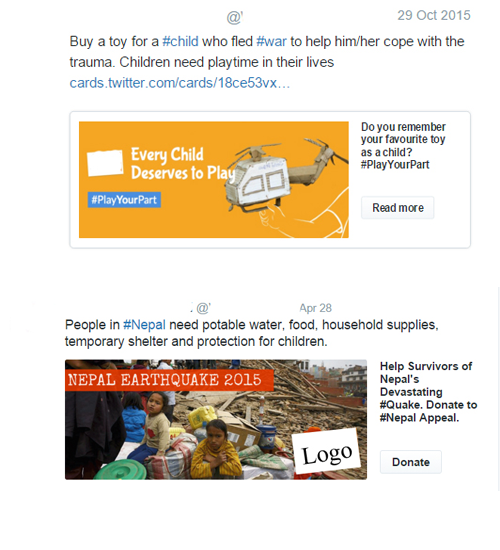 @'
29 Oct 2015
Buy a toy for a #child who fled #war to help him/her cope with the
trauma. Children need playtime in their lives
cards.twitter.com/cards/18ce53vx…
Every Child
Deserves to Play
#PlayYourPart
Do you remember
your favourite toy
as a child?
#PlayYourPart
Read more
. @'
Apr 28
People in #Nepal need potable water, food, household supplies,
temporary shelter and protection for children.
NEPAL EARTHQUAKE 2015
Logo
Help Survivors of
Nepal's
Devastating
#Quake. Donate to
#Nepal Appeal.
Donate